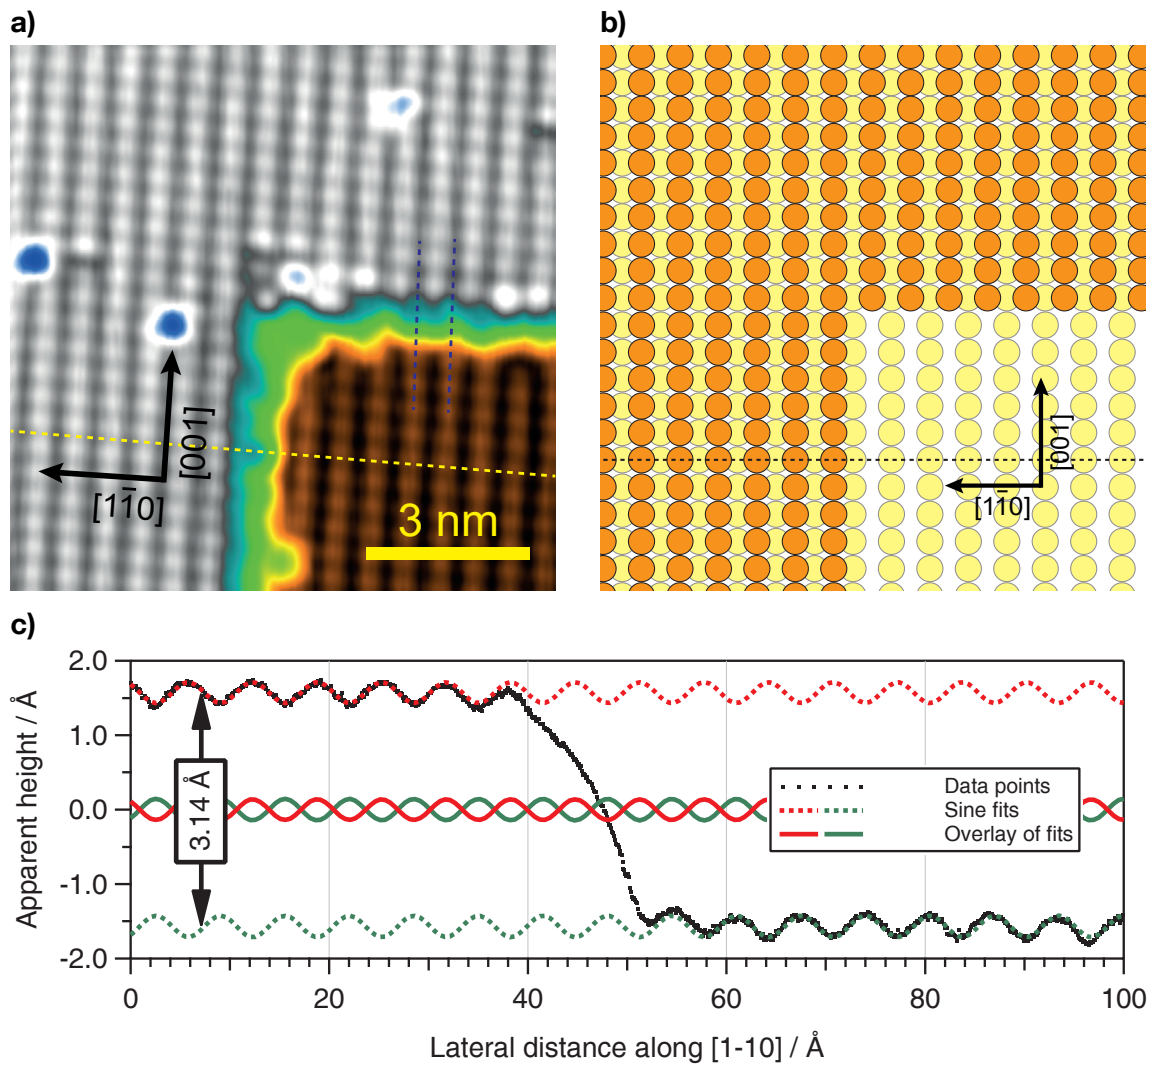 a)
b)
[001]
[11̅0]
3 nm
[001]
[11̅0]
c)
2.0
1.0
0.0
-1.0
-2.0
Apparent height / Å
3.14 Å
Data points
Sine fits
Overlay of fits
0
20
40
60
80
100
Lateral distance along [1-10] / Å